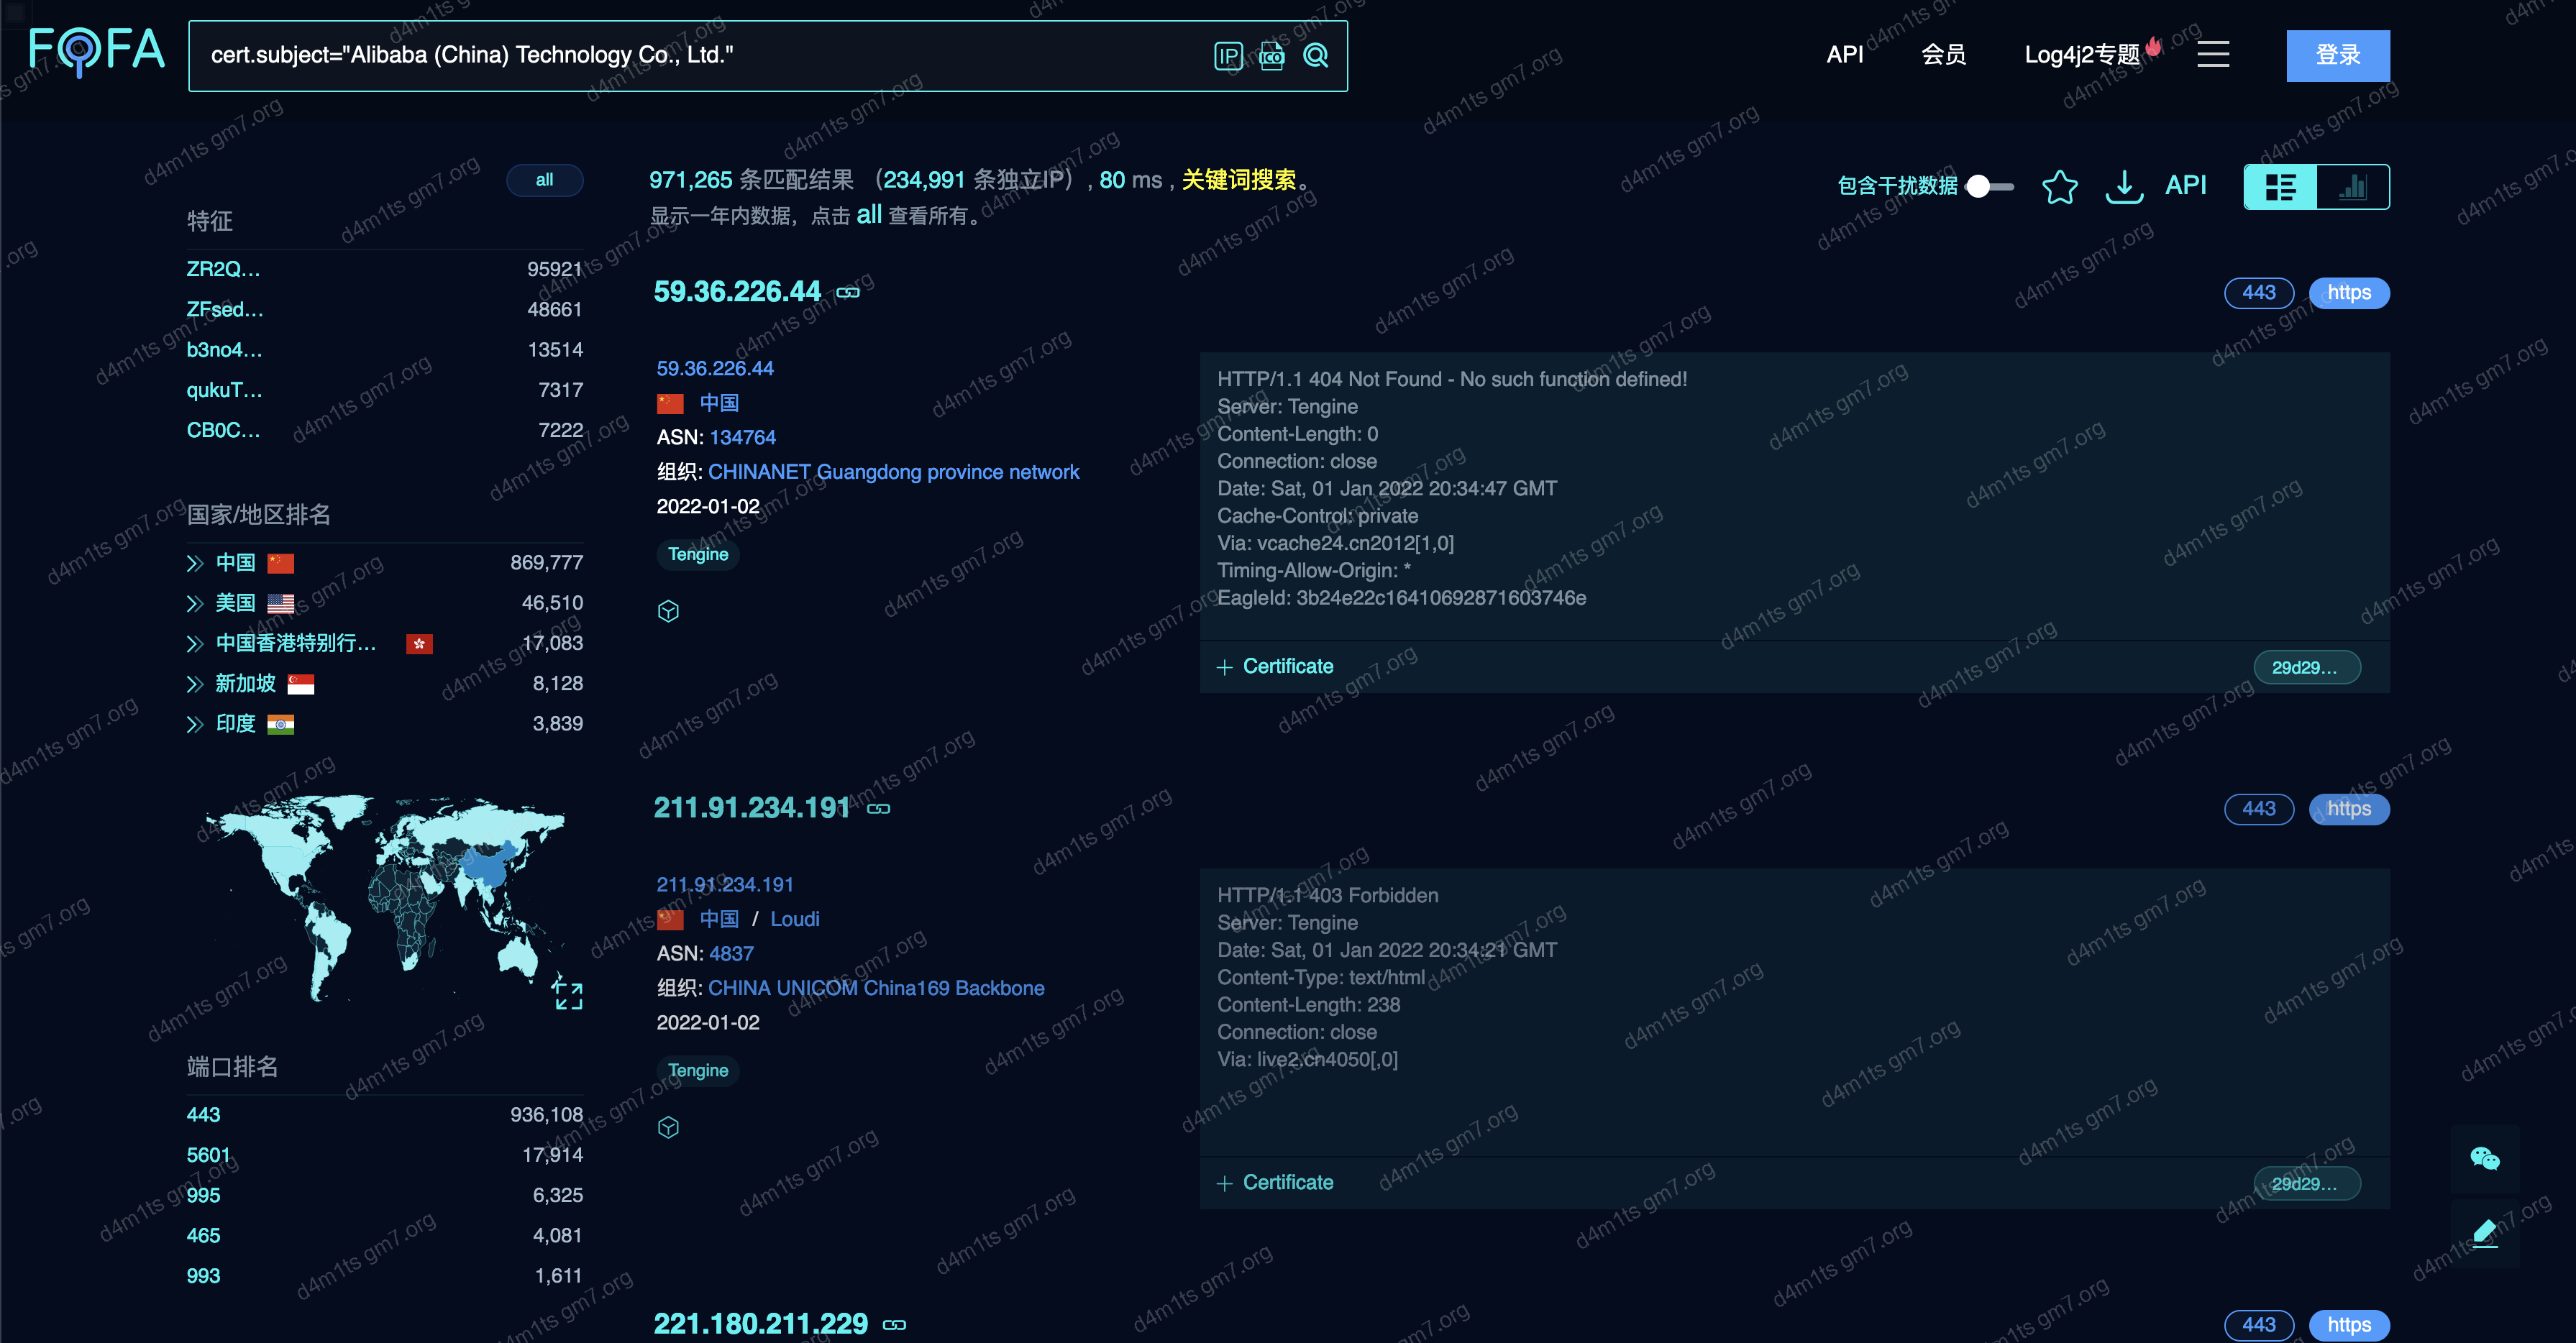 FOFA
cert.subject="Alibaba (China) Technology Co., Ltd."
IP
ICO
API
会员
Log4j2专题
登录
all
特征
ZR2Q... 95921
ZFsed... 48661
b3no4... 13514
qukuT... 7317
CB0C... 7222
国家/地区排名
中国 869,777
美国 46,510
中国香港特别行... 17,083
新加坡 8,128
印度 3,839
端口排名
443 936,108
5601 17,914
995 6,325
465 4,081
993 1,611
971,265 条匹配结果 （234,991 条独立IP）, 80 ms , 关键词搜索。
显示一年内数据，点击 all 查看所有。
包含干扰数据
API
59.36.226.44
443 https
59.36.226.44
中国
ASN: 134764
组织: CHINANET Guangdong province network
2022-01-02
Tengine
HTTP/1.1 404 Not Found - No such function defined!
Server: Tengine
Content-Length: 0
Connection: close
Date: Sat, 01 Jan 2022 20:34:47 GMT
Cache-Control: private
Via: vcache24.cn2012[1,0]
Timing-Allow-Origin: *
EagleId: 3b24e22c16410692871603746e
+ Certificate
29d29...
211.91.234.191
443 https
211.91.234.191
中国 / Loudi
ASN: 4837
组织: CHINA UNICOM China169 Backbone
2022-01-02
Tengine
HTTP/1.1 403 Forbidden
Server: Tengine
Date: Sat, 01 Jan 2022 20:34:21 GMT
Content-Type: text/html
Content-Length: 238
Connection: close
Via: live2.cn4050[,0]
+ Certificate
29d29...
221.180.211.229
443 https
d4m1ts gm7.org